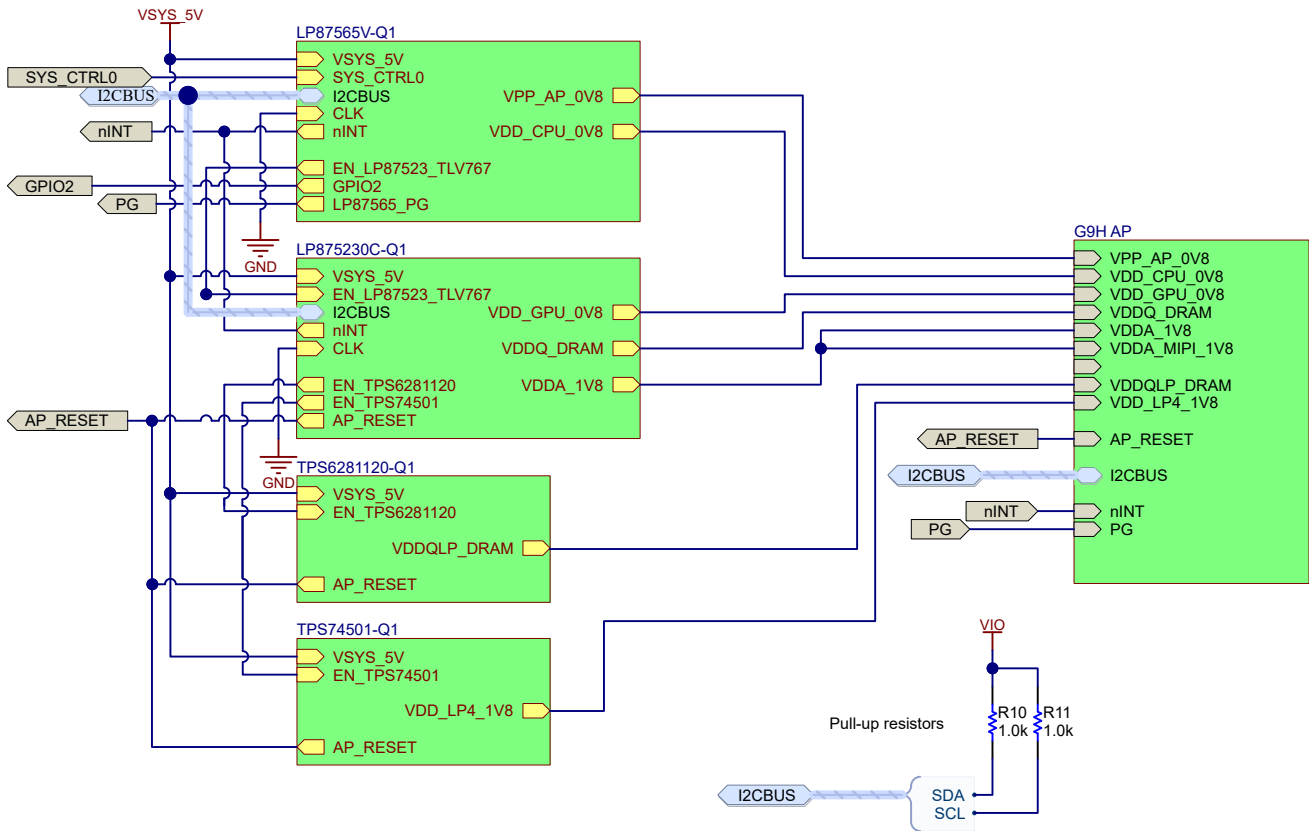 VSYS_5V
LP87565V-Q1
VSYS_5V
SYS_CTRL0
SYS_CTRL0
I2CBUS
I2CBUS
VPP_AP_0V8
CLK
nINT
nINT
VDD_CPU_0V8
EN_LP87523_TLV767
GPIO2
GPIO2
PG
LP87565_PG
GND
LP875230C-Q1
VSYS_5V
EN_LP87523_TLV767
I2CBUS
VDD_GPU_0V8
nINT
CLK
VDDQ_DRAM
EN_TPS6281120
VDDA_1V8
EN_TPS74501
AP_RESET
AP_RESET
GND
TPS6281120-Q1
VSYS_5V
EN_TPS6281120
VDDQLP_DRAM
AP_RESET
TPS74501-Q1
VSYS_5V
EN_TPS74501
VDD_LP4_1V8
AP_RESET
G9H AP
VPP_AP_0V8
VDD_CPU_0V8
VDD_GPU_0V8
VDDQ_DRAM
VDDA_1V8
VDDA_MIPI_1V8
VDDQLP_DRAM
VDD_LP4_1V8
AP_RESET
AP_RESET
I2CBUS
I2CBUS
nINT
nINT
PG
PG
VIO
Pull-up resistors
R10
1.0k
R11
1.0k
I2CBUS
SDA
SCL